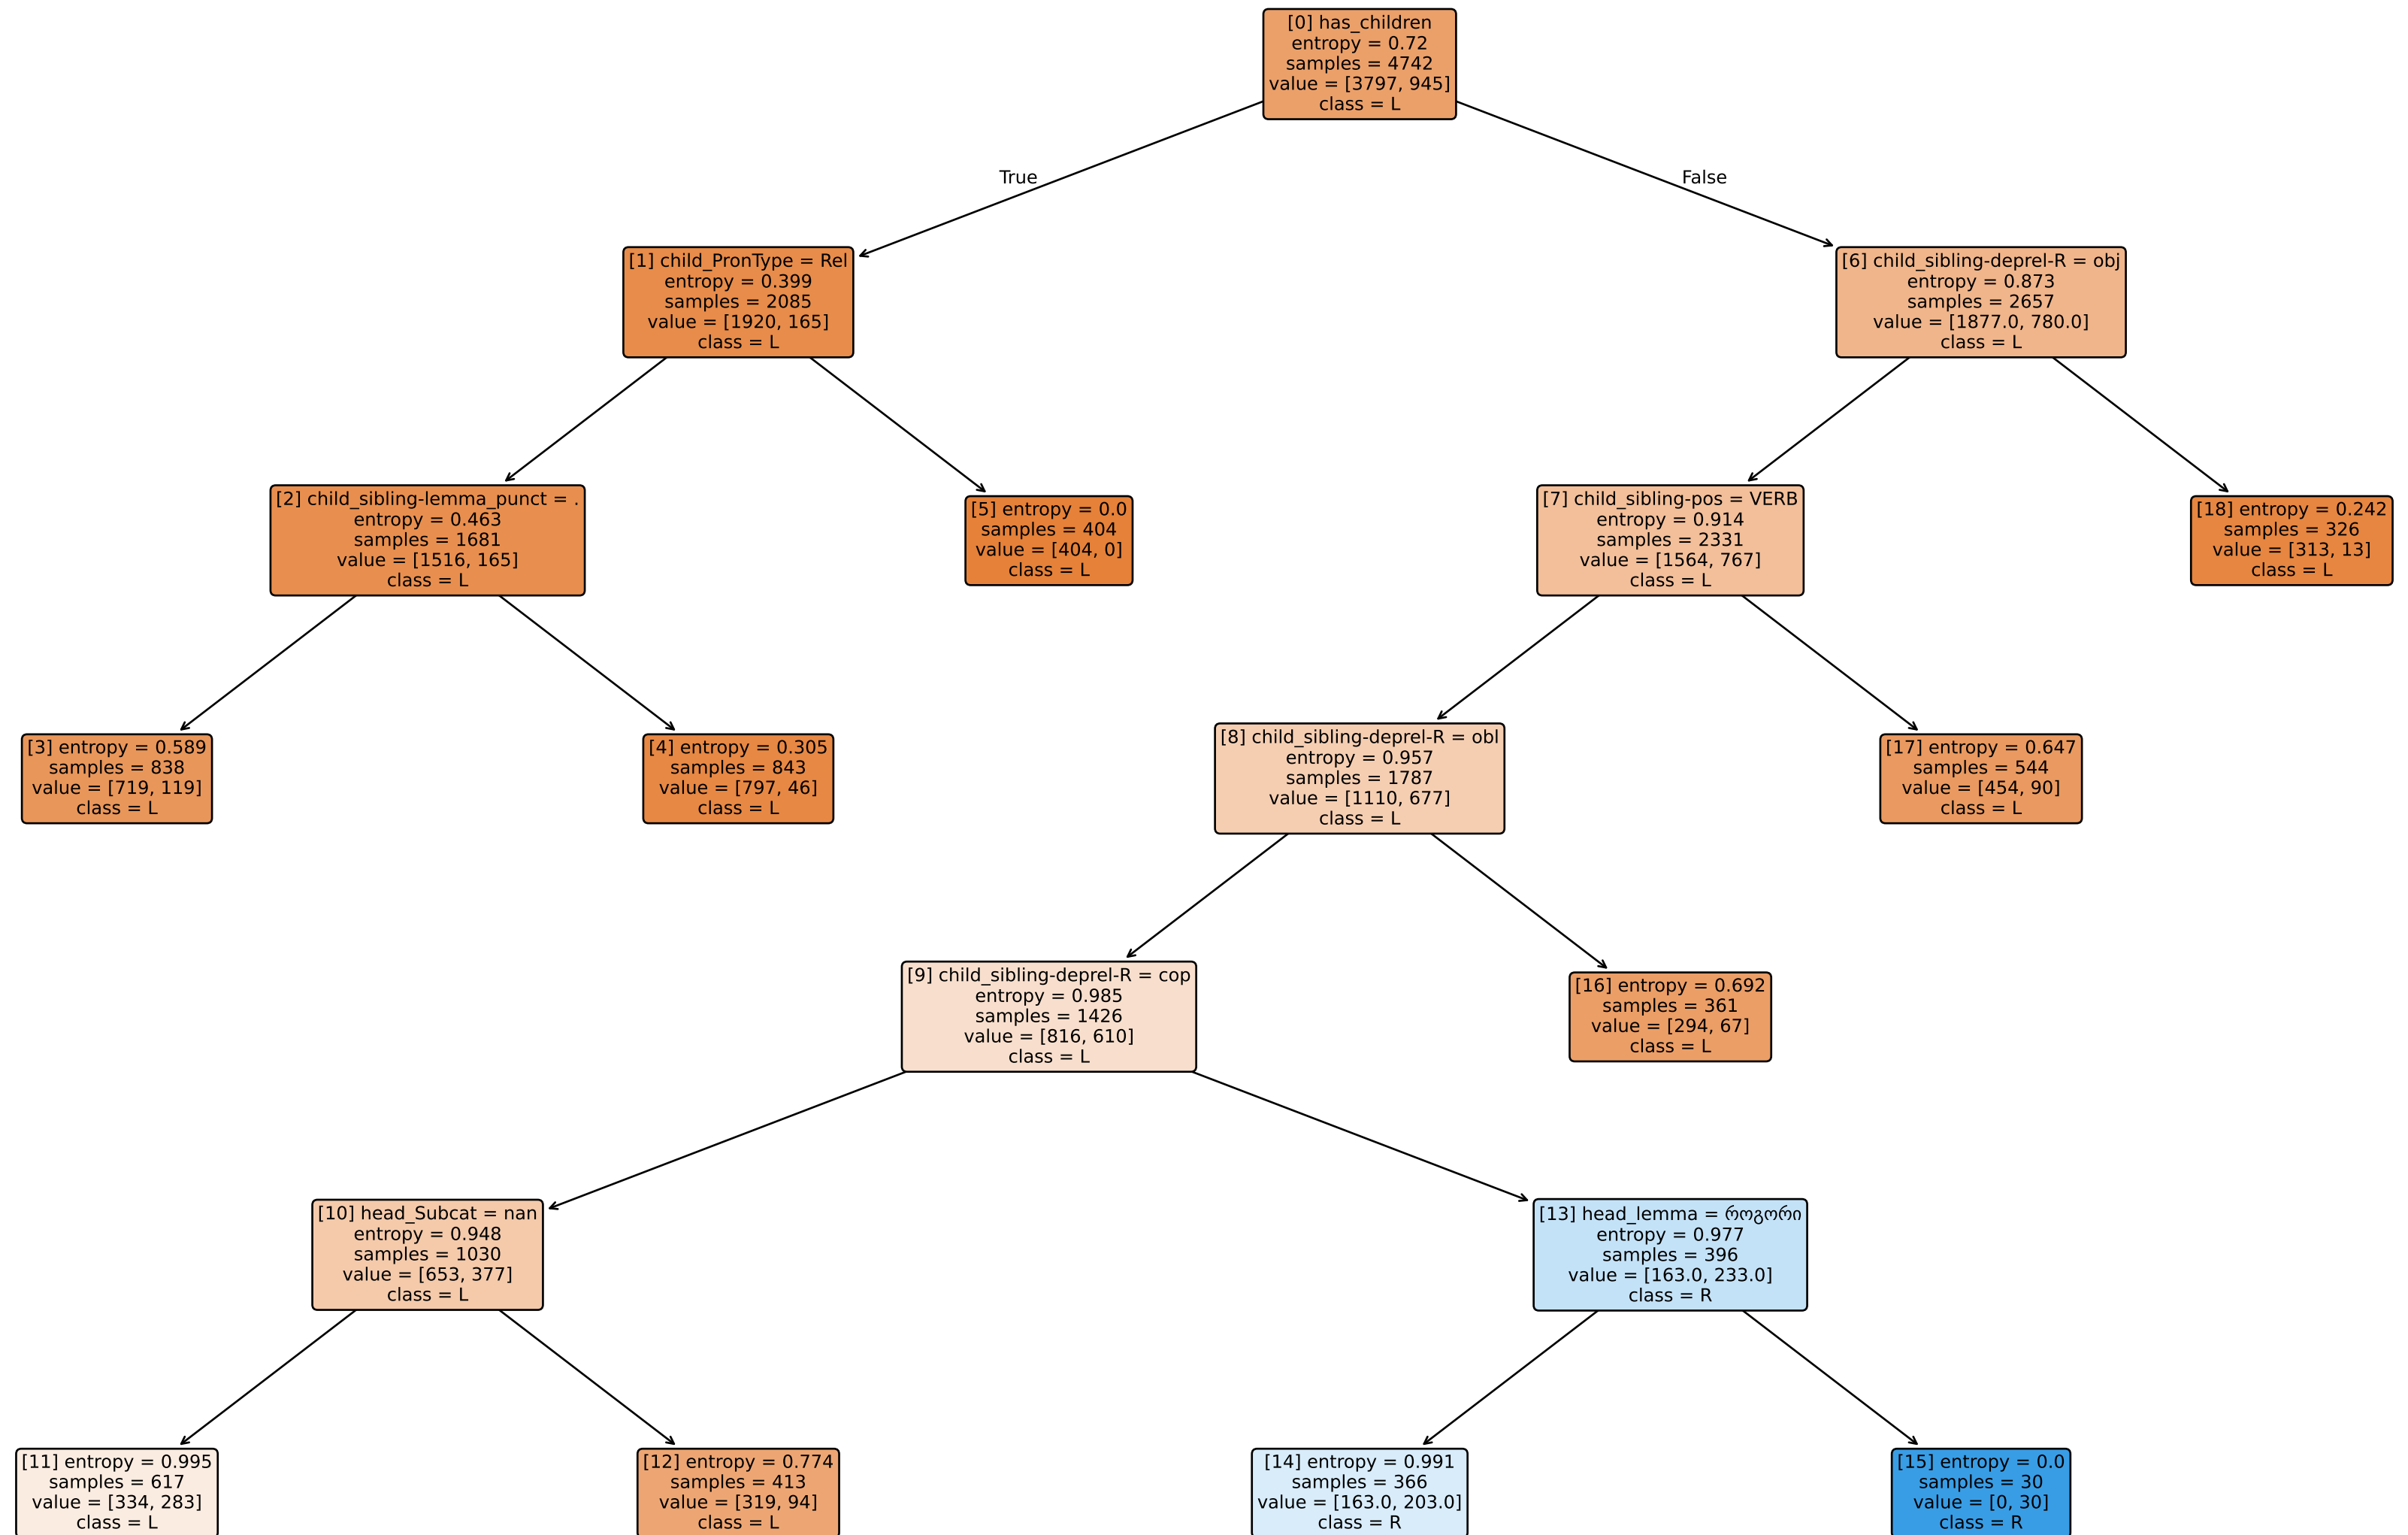 [0] has_children
entropy = 0.72
samples = 4742
value = [3797, 945]
class = L
True
False
[1] child_PronType = Rel
entropy = 0.399
samples = 2085
value = [1920, 165]
class = L
[6] child_sibling-deprel-R = obj
entropy = 0.873
samples = 2657
value = [1877.0, 780.0]
class = L
[2] child_sibling-lemma_punct = .
entropy = 0.463
samples = 1681
value = [1516, 165]
class = L
[5] entropy = 0.0
samples = 404
value = [404, 0]
class = L
[7] child_sibling-pos = VERB
entropy = 0.914
samples = 2331
value = [1564, 767]
class = L
[18] entropy = 0.242
samples = 326
value = [313, 13]
class = L
[3] entropy = 0.589
samples = 838
value = [719, 119]
class = L
[4] entropy = 0.305
samples = 843
value = [797, 46]
class = L
[8] child_sibling-deprel-R = obl
entropy = 0.957
samples = 1787
value = [1110, 677]
class = L
[17] entropy = 0.647
samples = 544
value = [454, 90]
class = L
[9] child_sibling-deprel-R = cop
entropy = 0.985
samples = 1426
value = [816, 610]
class = L
[16] entropy = 0.692
samples = 361
value = [294, 67]
class = L
[10] head_Subcat = nan
entropy = 0.948
samples = 1030
value = [653, 377]
class = L
[13] head_lemma = როგორი
entropy = 0.977
samples = 396
value = [163.0, 233.0]
class = R
[11] entropy = 0.995
samples = 617
value = [334, 283]
class = L
[12] entropy = 0.774
samples = 413
value = [319, 94]
class = L
[14] entropy = 0.991
samples = 366
value = [163.0, 203.0]
class = R
[15] entropy = 0.0
samples = 30
value = [0, 30]
class = R